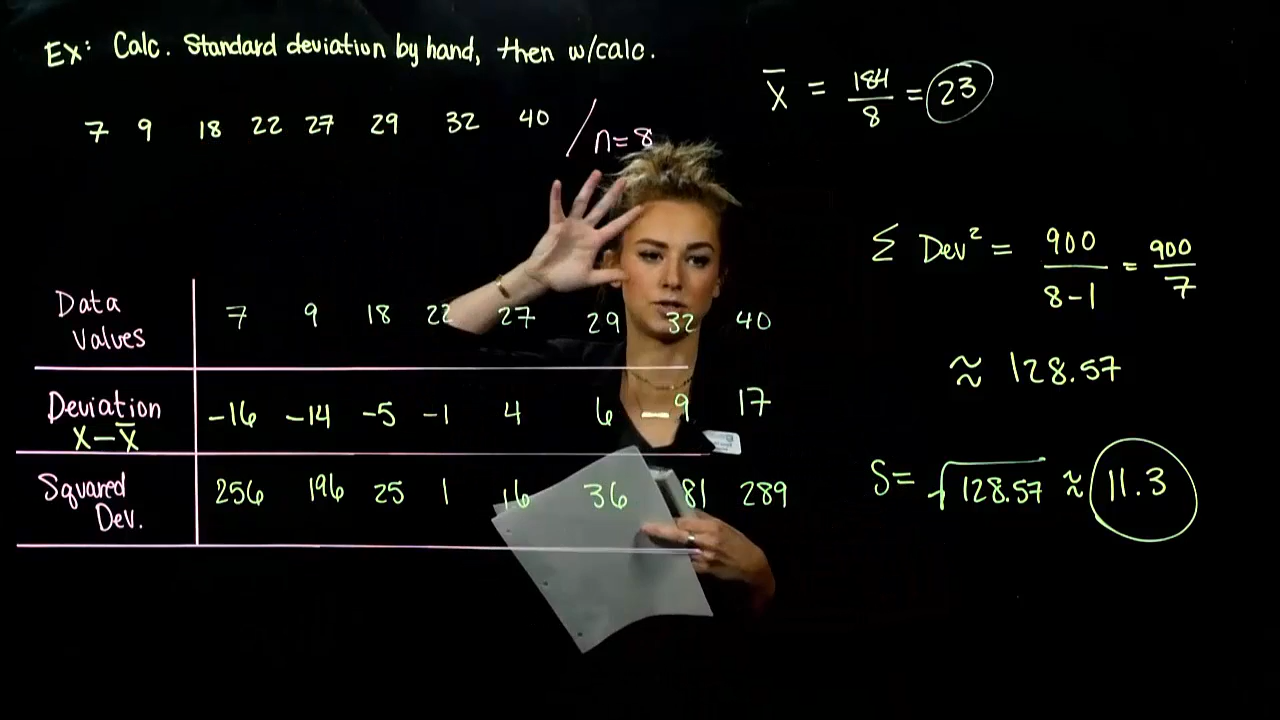 Ex: Calc. Standard deviation by hand, then w/calc.
7 9 18 22 27 29 32 40 / n=8
x̄ = 184/8 = 23
Σ Dev² = 900/8-1 = 900/7
≈ 128.57
S = √128.57 ≈ 11.3
Data Values 7 9 18 22 27 29 32 40
Deviation x-x̄ -16 -14 -5 -1 4 6 9 17
Squared Dev. 256 196 25 1 16 36 81 289